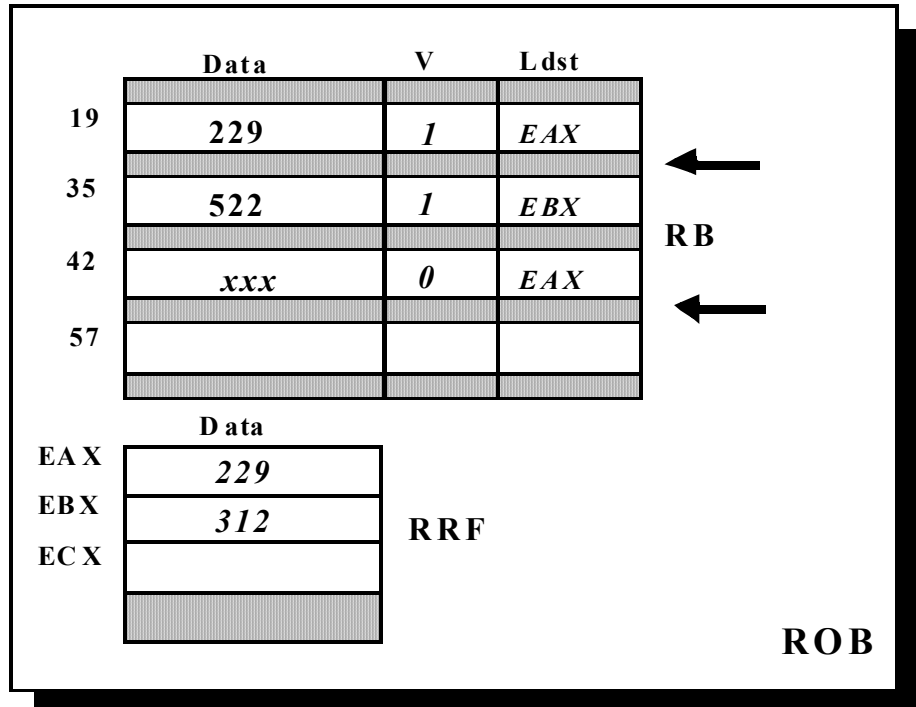 Data V Ldst
19 229 1 EAX
35 522 1 EBX
RB
42 xxx 0 EAX
57
Data
EAX 229
EBX 312
RRF
ECX
ROB